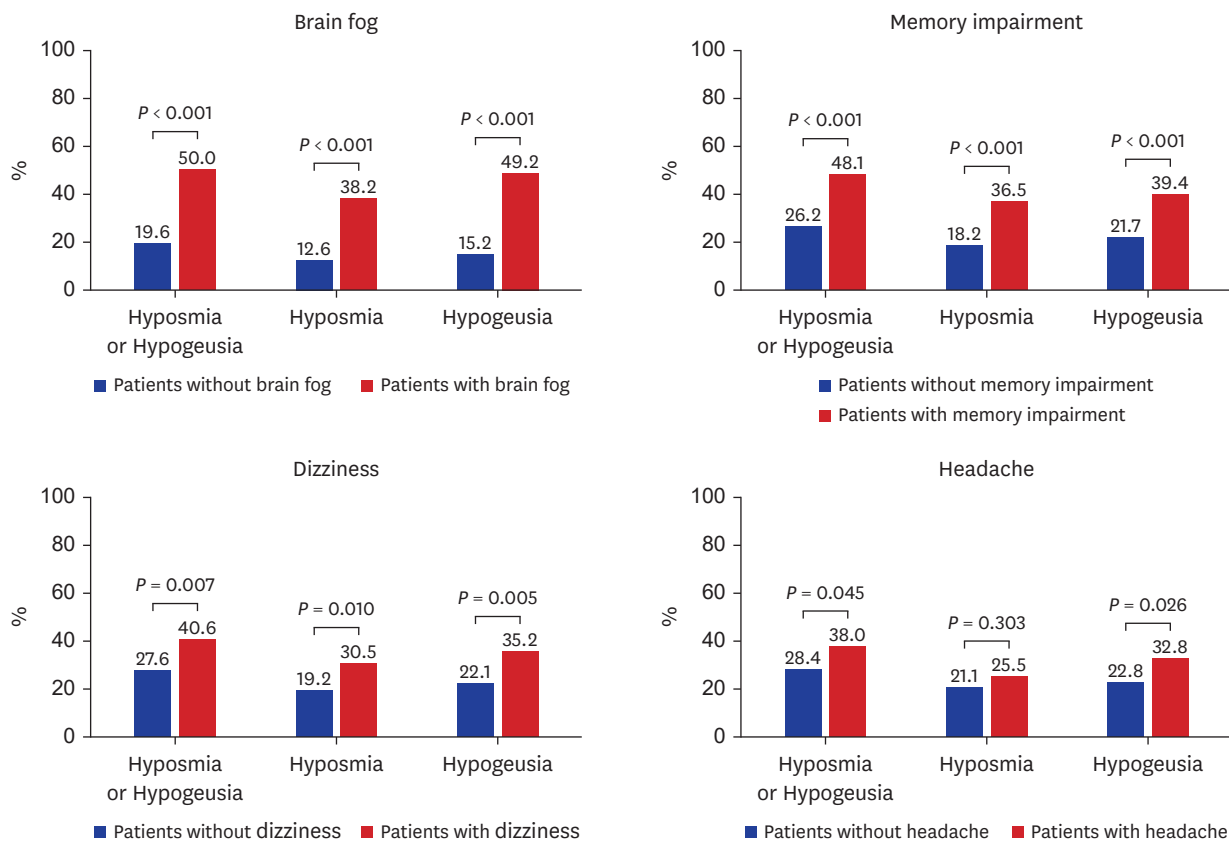 Brain fog
100
80
60
40
20
0
%
P < 0.001
P < 0.001
P < 0.001
19.6
50.0
12.6
38.2
15.2
49.2
Hyposmia
or Hypogeusia
Hyposmia
Hypogeusia
Patients without brain fog
Patients with brain fog
Memory impairment
100
80
60
40
20
0
%
P < 0.001
P < 0.001
P < 0.001
26.2
48.1
18.2
36.5
21.7
39.4
Hyposmia
or Hypogeusia
Hyposmia
Hypogeusia
Patients without memory impairment
Patients with memory impairment
Dizziness
100
80
60
40
20
0
%
P = 0.007
P = 0.010
P = 0.005
27.6
40.6
19.2
30.5
22.1
35.2
Hyposmia
or Hypogeusia
Hyposmia
Hypogeusia
Patients without dizziness
Patients with dizziness
Headache
100
80
60
40
20
0
%
P = 0.045
P = 0.303
P = 0.026
28.4
38.0
21.1
25.5
22.8
32.8
Hyposmia
or Hypogeusia
Hyposmia
Hypogeusia
Patients without headache
Patients with headache